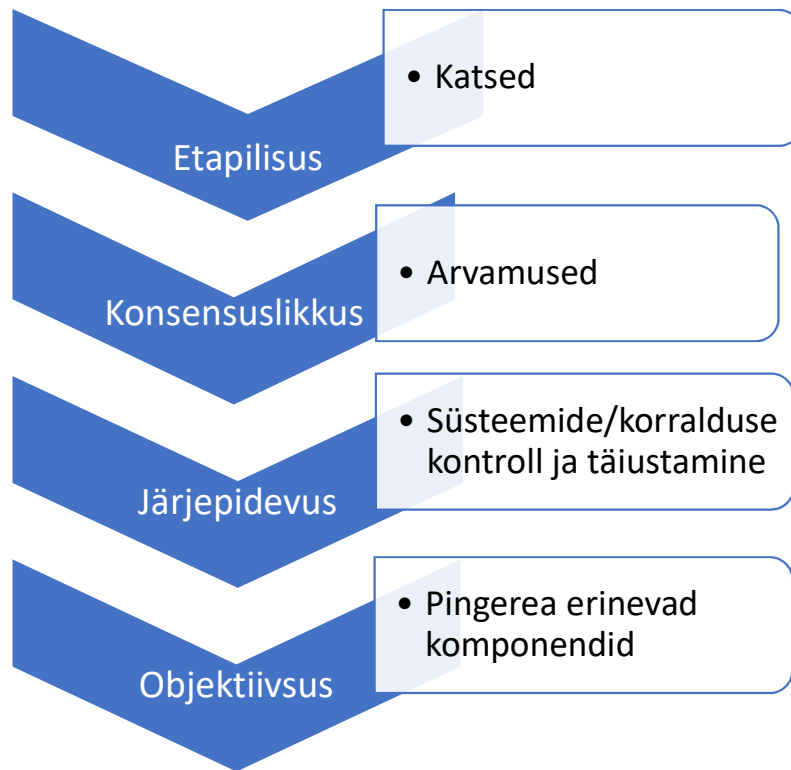 • Katsed
Etapilisus
• Arvamused
Konsensuslikkus
• Süsteemide/korralduse
kontroll ja täiustamine
Järjepidevus
• Pingerea erinevad
komponendid
Objektiivsus